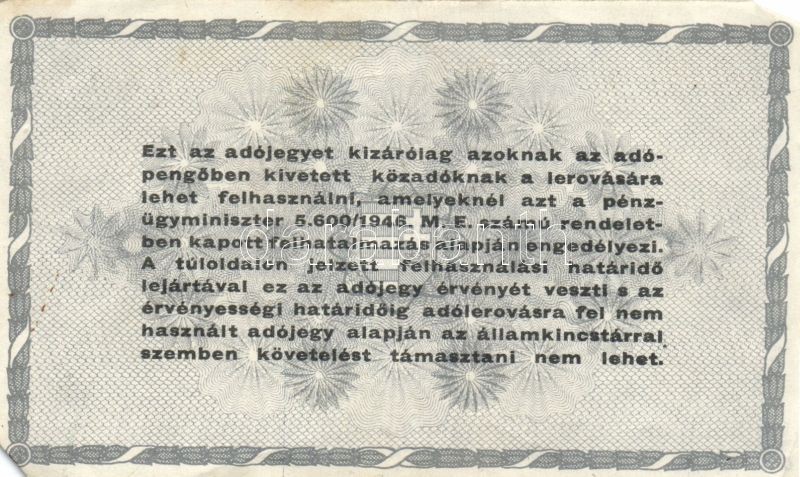 Ezt az adójegyet kizárólag azoknak az adó-
pengőben kivetett közadóknak a lerovására
lehet felhasználni, amelyeknél azt a pénz-
ügyminiszter 5.600/1946. M. E. számú rendelet-
ben kapott felhatalmazás alapján engedélyezi.
A túloldalon jelzett felhasználási határidő
lejártával ez az adójegy érvényét veszti s az
érvényességi határidőig adólerovásra fel nem
használt adójegy alapján az államkincstárral
szemben követelést támasztani nem lehet.